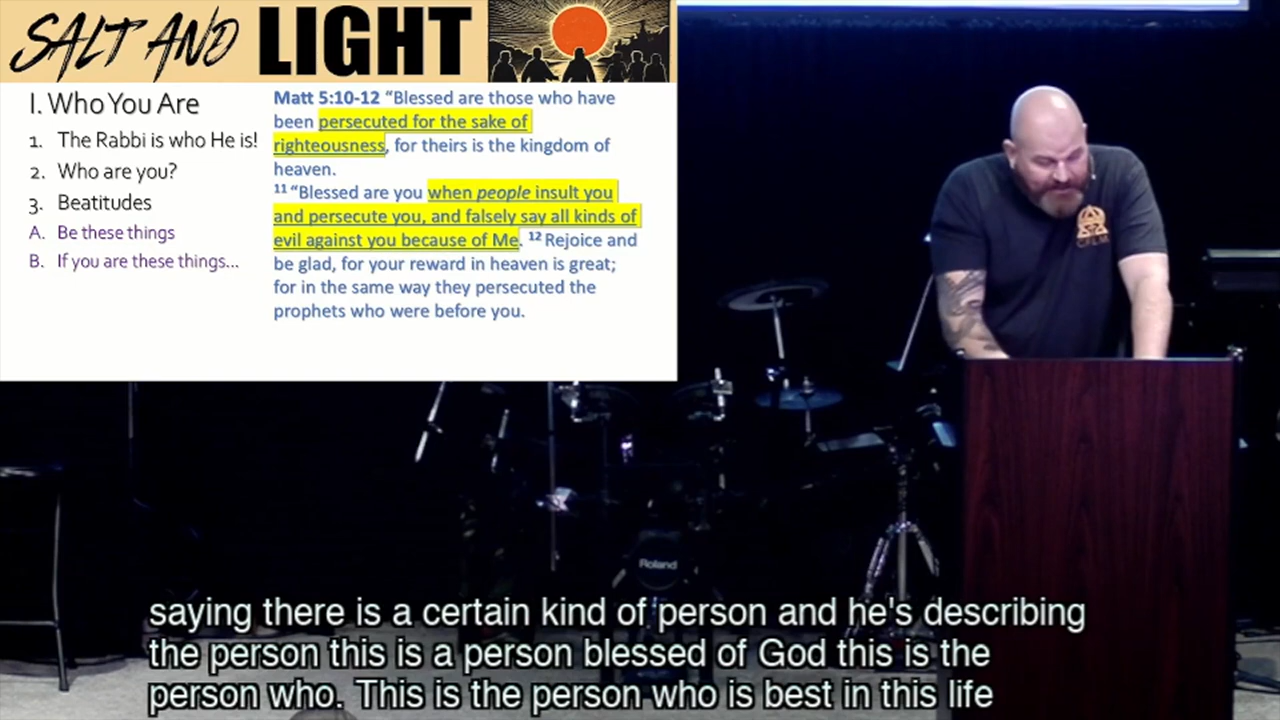 SALT AND LIGHT
I. Who You Are
1. The Rabbi is who He is!
2. Who are you?
3. Beatitudes
A. Be these things
B. If you are these things...
Matt 5:10-12 “Blessed are those who have
been persecuted for the sake of
righteousness, for theirs is the kingdom of
heaven.
11 “Blessed are you when people insult you
and persecute you, and falsely say all kinds of
evil against you because of Me. 12 Rejoice and
be glad, for your reward in heaven is great;
for in the same way they persecuted the
prophets who were before you.
CFILM
Roland
saying there is a certain kind of person and he's describing
the person this is a person blessed of God this is the
person who. This is the person who is best in this life